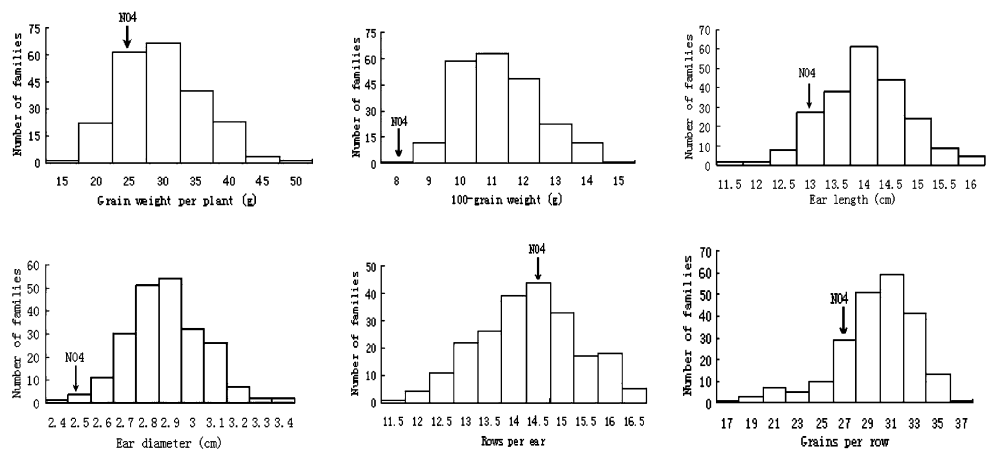 N04
75
60
45
30
15
0
Number of families
15 20 25 30 35 40 45 50
Grain weight per plant (g)
N04
75
60
45
30
15
0
Number of families
8 9 10 11 12 13 14 15
100-grain weight (g)
N04
70
60
50
40
30
20
10
0
Number of families
11.5 12 12.5 13 13.5 14 14.5 15 15.5 16
Ear length (cm)
N04
60
50
40
30
20
10
0
Number of families
2.4 2.5 2.6 2.7 2.8 2.9 3 3.1 3.2 3.3 3.4
Ear diameter (cm)
N04
50
40
30
20
10
0
Number of families
11.5 12 12.5 13 13.5 14 14.5 15 15.5 16 16.5
Rows per ear
N04
70
60
50
40
30
20
10
0
Number of families
17 19 21 23 25 27 29 31 33 35 37
Grains per row